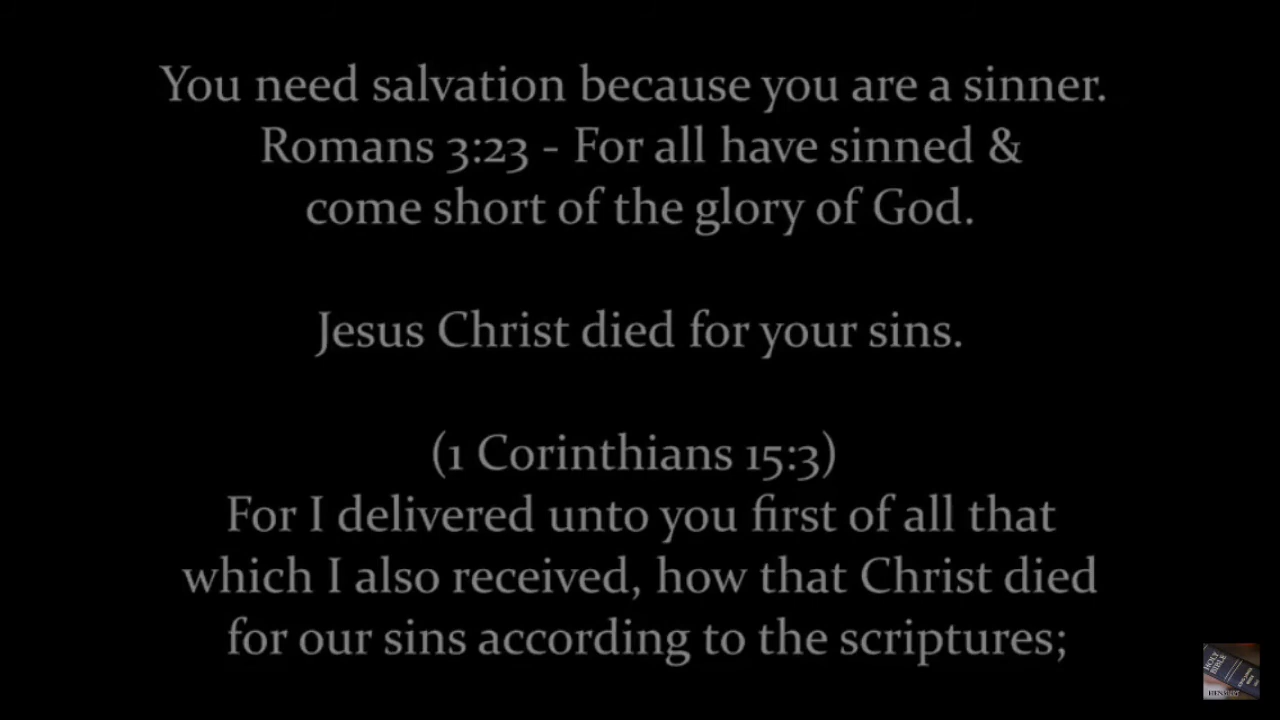 You need salvation because you are a sinner.
Romans 3:23 - For all have sinned &
come short of the glory of God.
Jesus Christ died for your sins.
(1 Corinthians 15:3)
For I delivered unto you first of all that
which I also received, how that Christ died
for our sins according to the scriptures;
HOLY
BIBLE